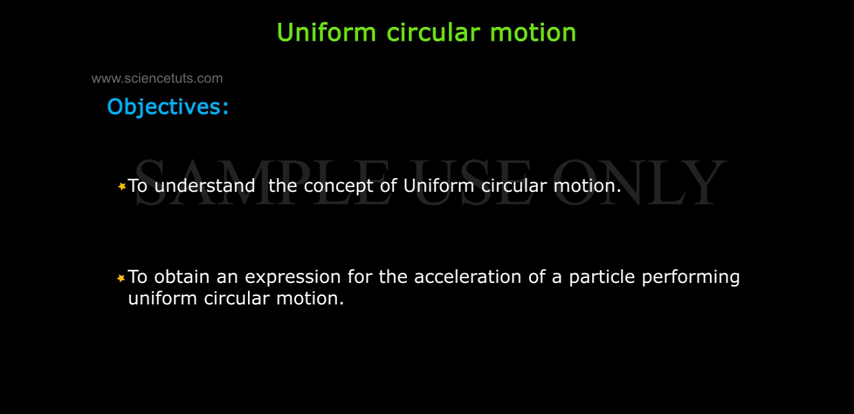 Uniform circular motion
www.sciencetuts.com
Objectives:
SAMPLE USE ONLY
To understand  the concept of Uniform circular motion.
To obtain an expression for the acceleration of a particle performing
uniform circular motion.